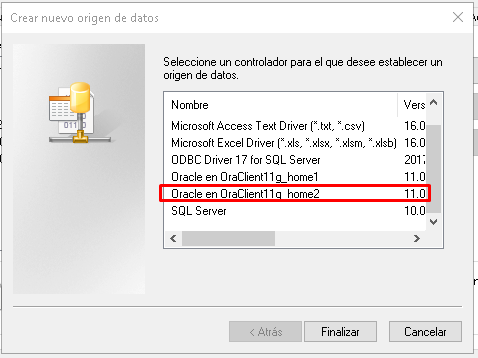 Crear nuevo origen de datos
Seleccione un controlador para el que desee establecer un
origen de datos.
Nombre Vers
Microsoft Access Text Driver (*.txt, *.csv) 16.0
Microsoft Excel Driver (*.xls, *.xlsx, *.xlsm, *.xlsb) 16.0
ODBC Driver 17 for SQL Server 2017
Oracle en OraClient11g_home1 11.0
Oracle en OraClient11g_home2 11.0
SQL Server 10.0
< Atrás Finalizar Cancelar